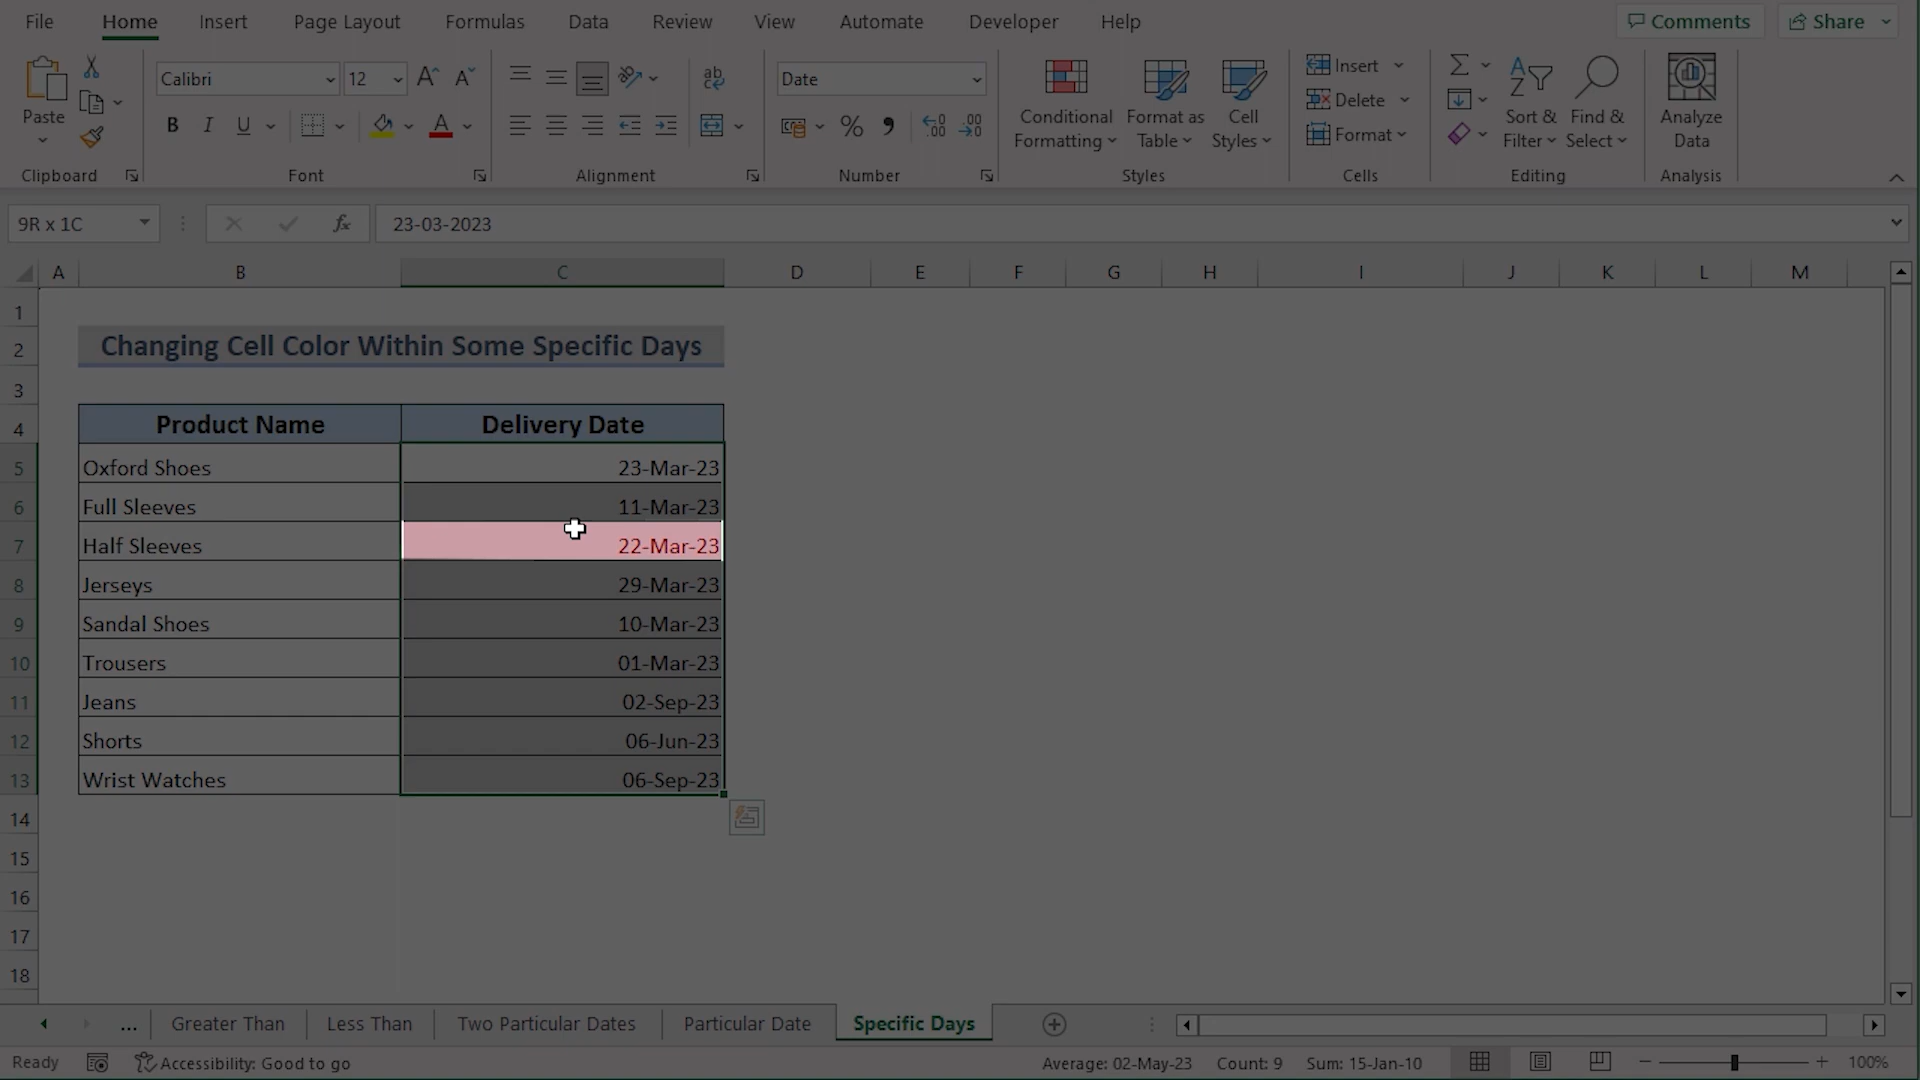 File Home Insert Page Layout Formulas Data Review View Automate Developer Help Comments Share
Paste Calibri 12 A A ab c Date Conditional Formatting Format as Table Cell Styles Insert Delete Format Sort & Filter Find & Select Analyze Data
B I U A % 9 .00 .00
Clipboard Font Alignment Number Styles Cells Editing Analysis
9R x 1C fx 23-03-2023
A B C D E F G H I J K L M
1
2 Changing Cell Color Within Some Specific Days
3
4 Product Name Delivery Date
5 Oxford Shoes 23-Mar-23
6 Full Sleeves 11-Mar-23
7 Half Sleeves 22-Mar-23
8 Jerseys 29-Mar-23
9 Sandal Shoes 10-Mar-23
10 Trousers 01-Mar-23
11 Jeans 02-Sep-23
12 Shorts 06-Jun-23
13 Wrist Watches 06-Sep-23
14
15
16
17
18
... Greater Than Less Than Two Particular Dates Particular Date Specific Days
Ready Accessibility: Good to go Average: 02-May-23 Count: 9 Sum: 15-Jan-10 100%